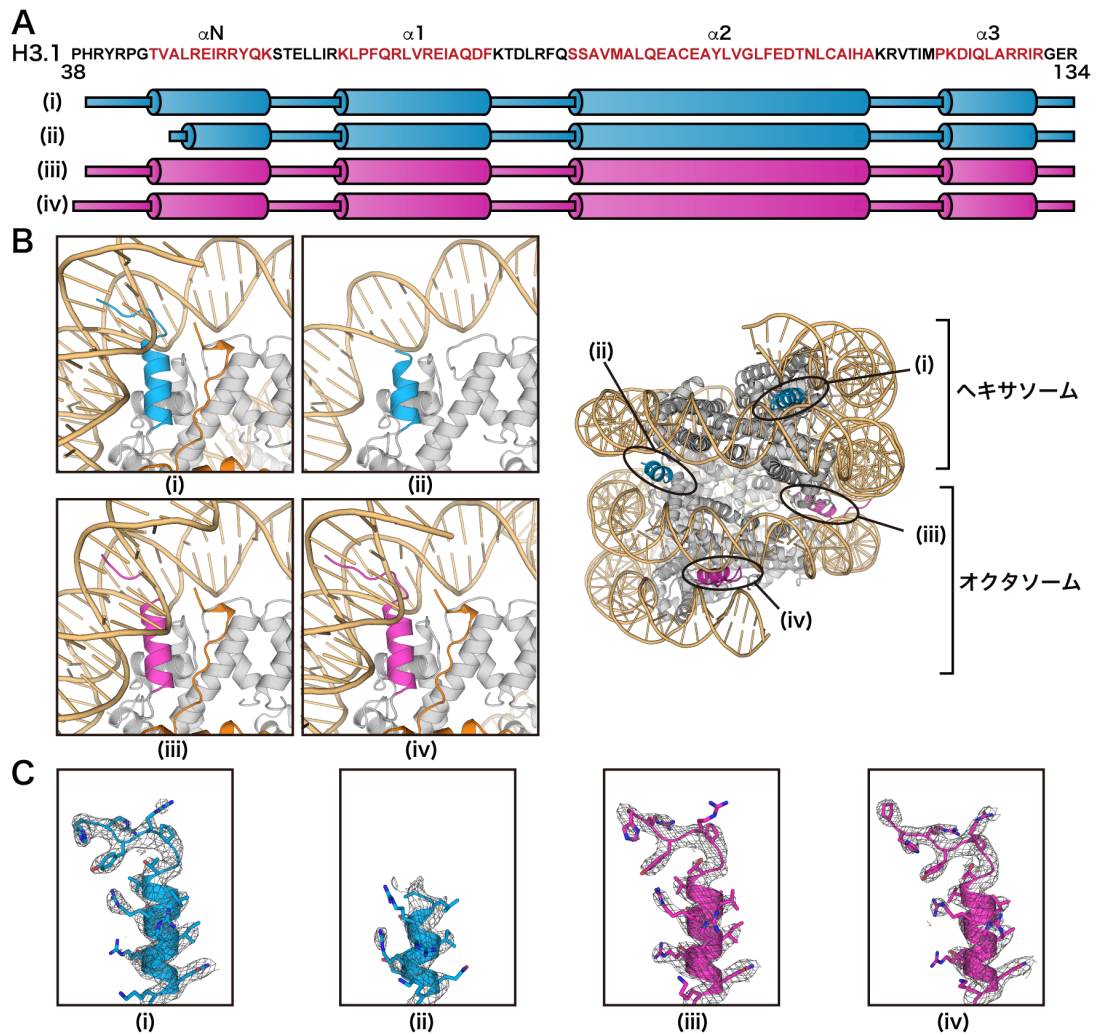 A
αN α1 α2 α3
H3.1 PHRYRPGTVALREIRRYQKSTELLIRKLPFQRLVREIAQDFKTDLRFQSSAVMALQEACEAYLVGLFEDTNLCAIHAKRVTIMPKDIQLARRIRGER
38 134
(i)
(ii)
(iii)
(iv)
B
(i) (ii)
(iii) (iv)
(ii) (i)
ヘキサソーム
(iii)
オクタソーム
(iv)
C
(i) (ii) (iii) (iv)